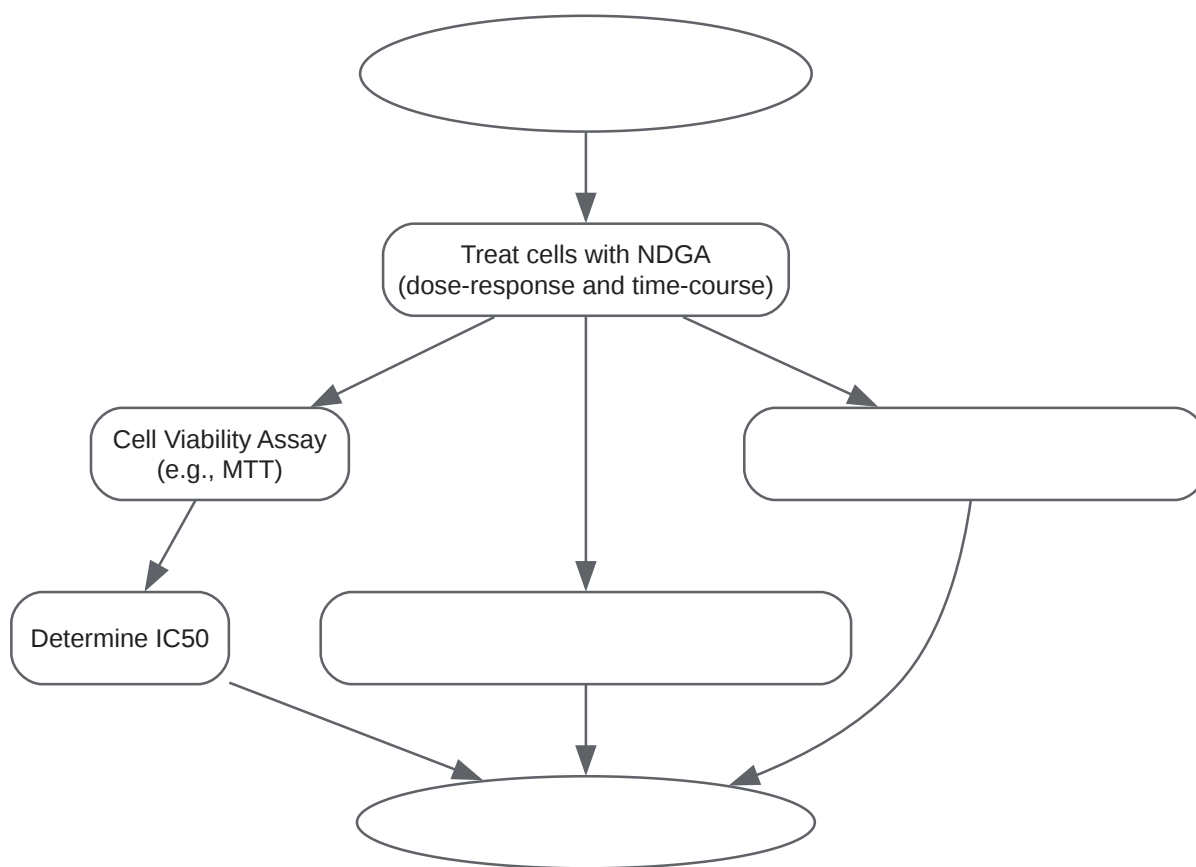 Treat cells with NDGA
(dose-response and time-course)
Cell Viability Assay
(e.g., MTT)
Determine IC50